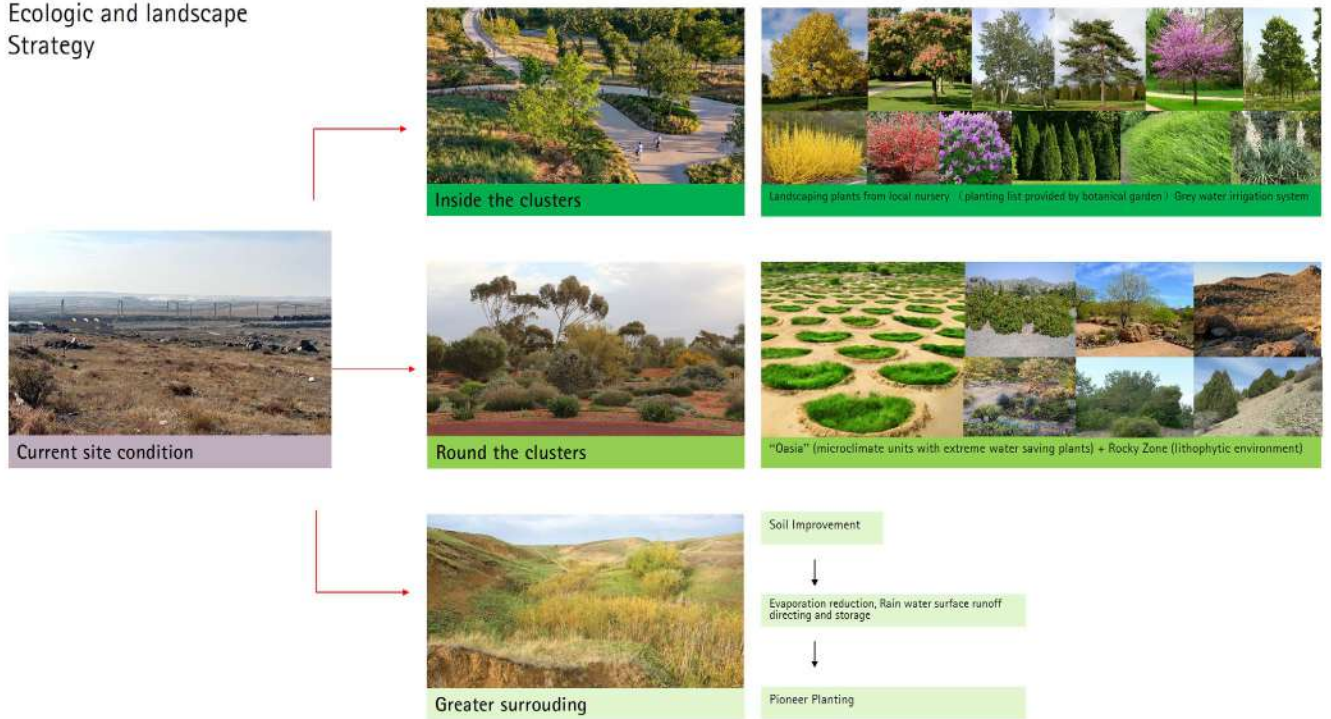 Ecologic and landscape
Strategy
Inside the clusters
Landscaping plants from local nursery （planting list provided by botanical garden）Grey water irrigation system
Current site condition
Round the clusters
"Oasia" (microclimate units with extreme water saving plants) + Rocky Zone (lithophytic environment)
Greater surrouding
Soil Improvement
Evaporation reduction, Rain water surface runoff
directing and storage
Pioneer Planting